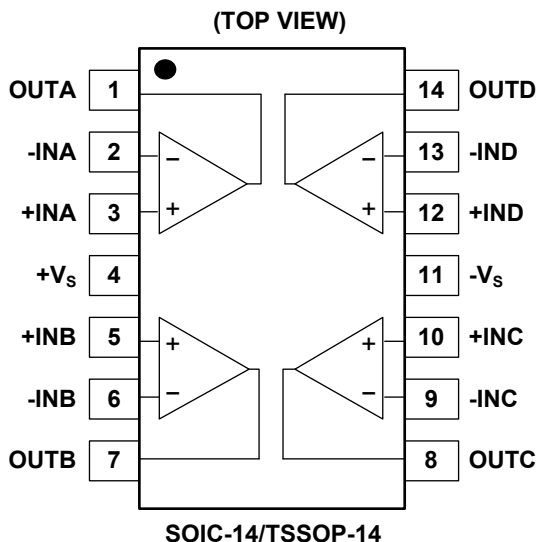 (TOP VIEW)
OUTA 1 14 OUTD
-INA 2 − − 13 -IND
+INA 3 + + 12 +IND
+VS 4 11 -VS
+INB 5 + + 10 +INC
-INB 6 − − 9 -INC
OUTB 7 8 OUTC
SOIC-14/TSSOP-14